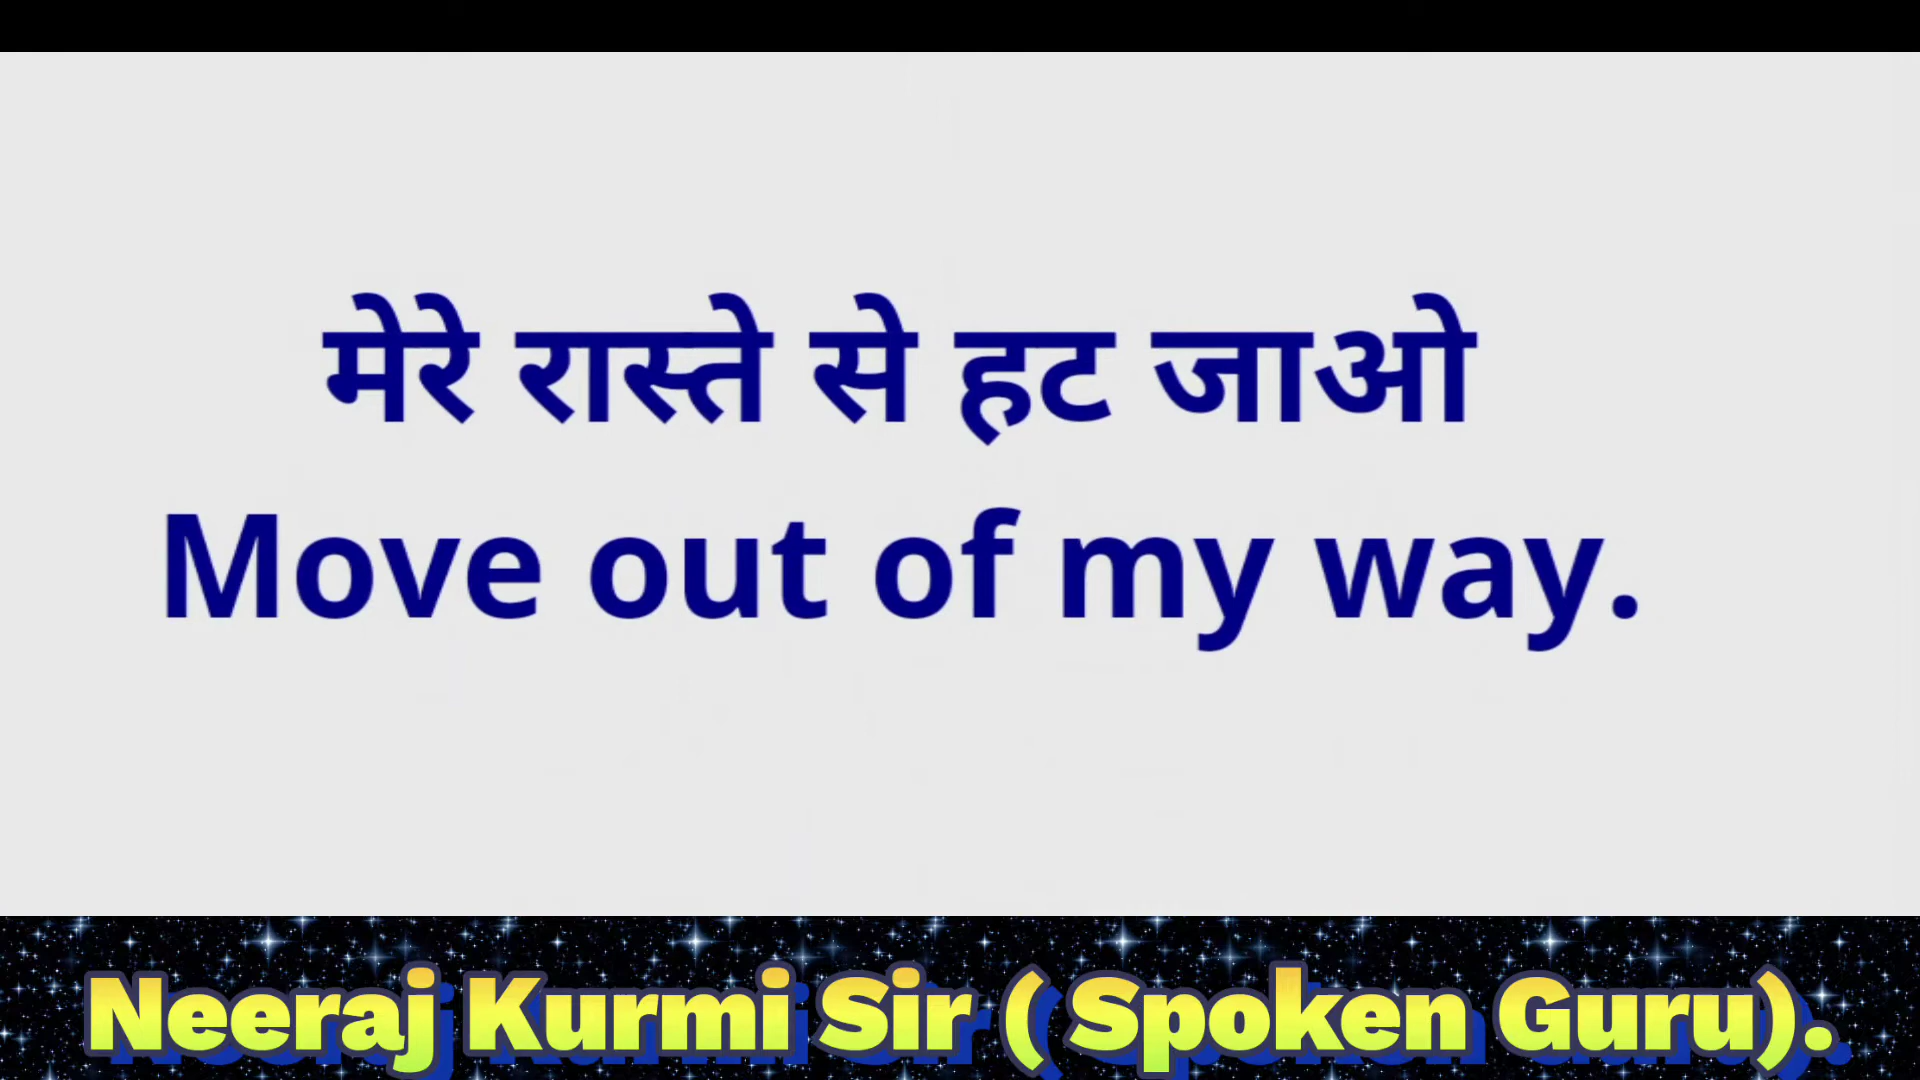 मेरे रास्ते से हट जाओ
Move out of my way.
Neeraj Kurmi Sir ( Spoken Guru).